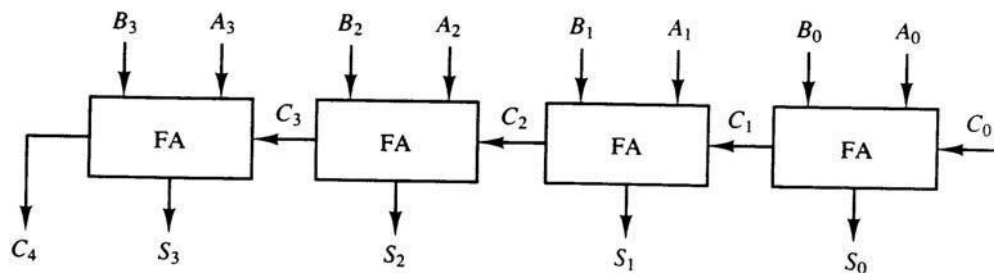 B₃ A₃ B₂ A₂ B₁ A₁ B₀ A₀
C₃ C₂ C₁ C₀
FA FA FA FA
C₄ S₃ S₂ S₁ S₀